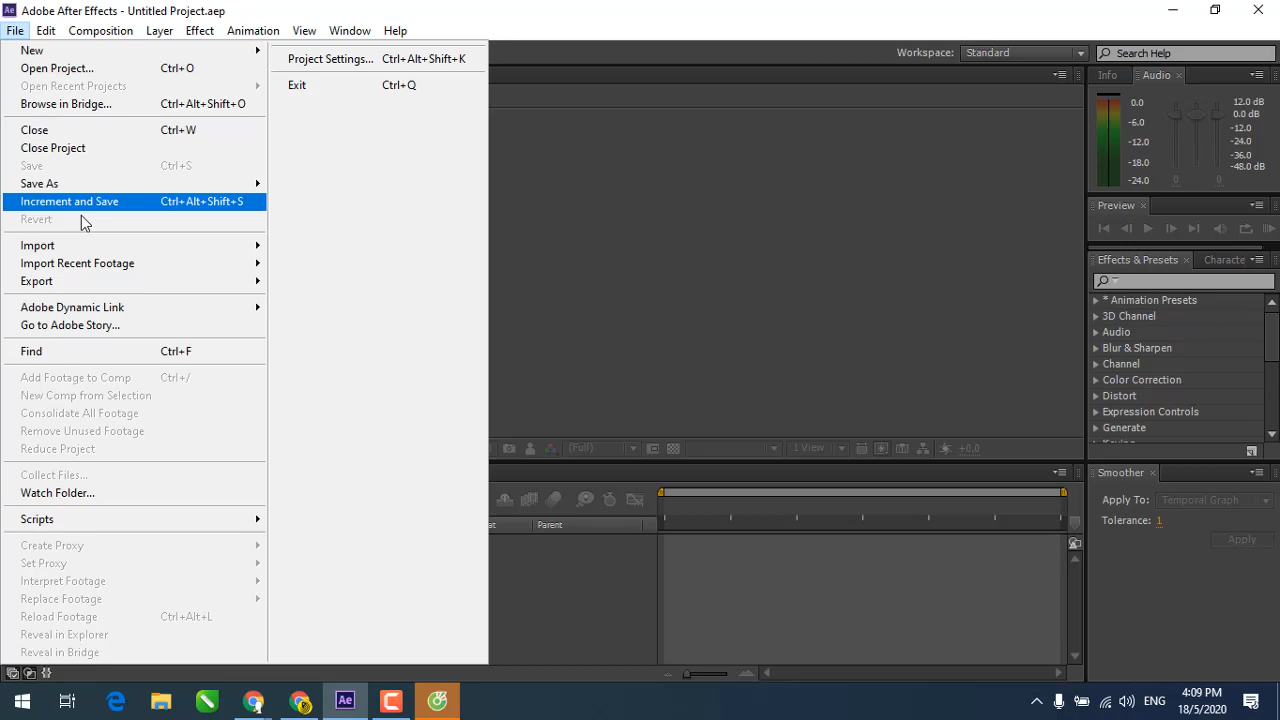 Ae Adobe After Effects - Untitled Project.aep
File Edit Composition Layer Effect Animation View Window Help
New
Open Project... Ctrl+O
Open Recent Projects
Browse in Bridge... Ctrl+Alt+Shift+O
Close Ctrl+W
Close Project
Save Ctrl+S
Save As
Increment and Save Ctrl+Alt+Shift+S
Revert
Import
Import Recent Footage
Export
Adobe Dynamic Link
Go to Adobe Story...
Find Ctrl+F
Add Footage to Comp Ctrl+/
New Comp from Selection
Consolidate All Footage
Remove Unused Footage
Reduce Project
Collect Files...
Watch Folder...
Scripts
Create Proxy
Set Proxy
Interpret Footage
Replace Footage
Reload Footage Ctrl+Alt+L
Reveal in Explorer
Reveal in Bridge
Project Settings... Ctrl+Alt+Shift+K
Exit Ctrl+Q
Workspace: Standard
Search Help
Info Audio
0.0
-6.0
-12.0
-18.0
-24.0
12.0 dB
0.0 dB
-12.0
-24.0
-36.0
-48.0 dB
Preview
Effects & Presets Characte
* Animation Presets
3D Channel
Audio
Blur & Sharpen
Channel
Color Correction
Distort
Expression Controls
Generate
(Full) 1 View +0.0
Parent
Smoother
Apply To: Temporal Graph
Tolerance: 1
Apply
Ae
ENG
4:09 PM
18/5/2020